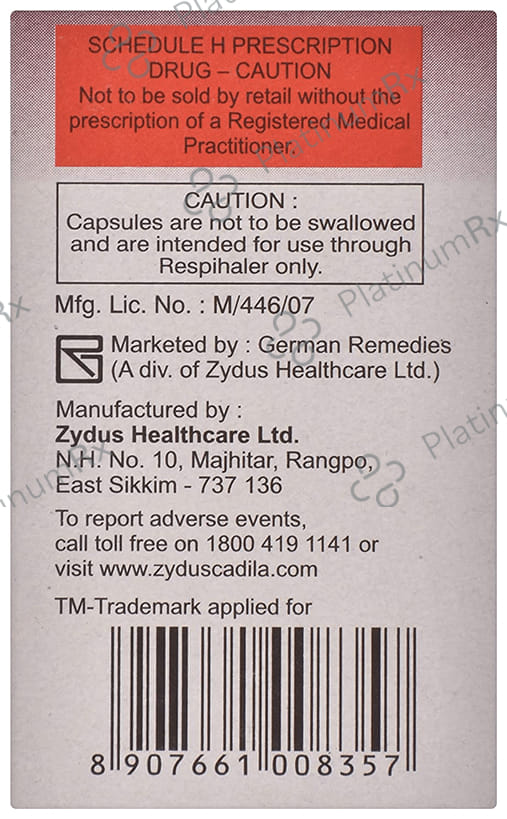 SCHEDULE H PRESCRIPTION
DRUG – CAUTION
Not to be sold by retail without the
prescription of a Registered Medical
Practitioner.
CAUTION :
Capsules are not to be swallowed
and are intended for use through
Respihaler only.
Mfg. Lic. No. : M/446/07
Marketed by : German Remedies
(A div. of Zydus Healthcare Ltd.)
Manufactured by :
Zydus Healthcare Ltd.
N.H. No. 10, Majhitar, Rangpo,
East Sikkim - 737 136
To report adverse events,
call toll free on 1800 419 1141 or
visit www.zyduscadila.com
TM-Trademark applied for
8 907661 008357
PlatinumRx
PlatinumRx